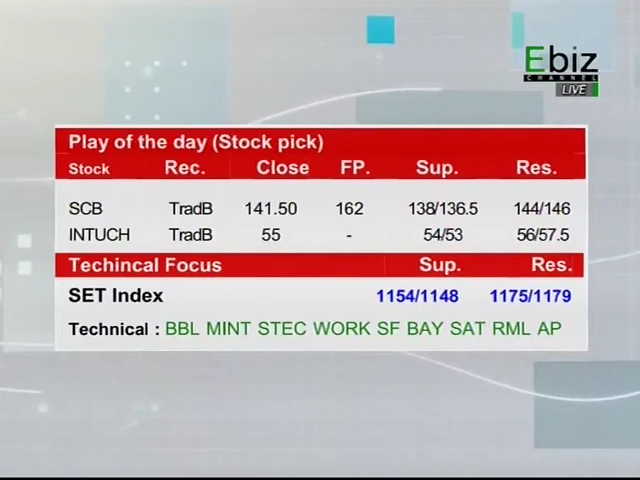 Ebiz
CHANNEL
LIVE
Play of the day (Stock pick)
Stock Rec. Close FP. Sup. Res.
SCB TradB 141.50 162 138/136.5 144/146
INTUCH TradB 55 - 54/53 56/57.5
Techincal Focus Sup. Res.
SET Index 1154/1148 1175/1179
Technical : BBL MINT STEC WORK SF BAY SAT RML AP